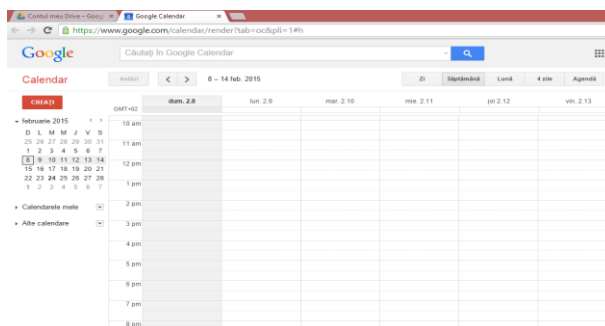 Contul meu Drive – Googl × Google Calendar ×
https://www.google.com/calendar/render?tab=oc&pli=1#h
Google Căutați în Google Calendar
Calendar Astăzi 8 – 14 feb. 2015 Zi Săptămână Lună 4 zile Agendă
CREAȚI
GMT+02 dum. 2.8 lun. 2.9 mar. 2.10 mie. 2.11 joi 2.12 vin. 2.13
februarie 2015
D L M M J V S
25 26 27 28 29 30 31
1 2 3 4 5 6 7
8 9 10 11 12 13 14
15 16 17 18 19 20 21
22 23 24 25 26 27 28
1 2 3 4 5 6 7
Calendarele mele
Alte calendare
10 am
11 am
12 pm
1 pm
2 pm
3 pm
4 pm
5 pm
6 pm
7 pm
8 pm